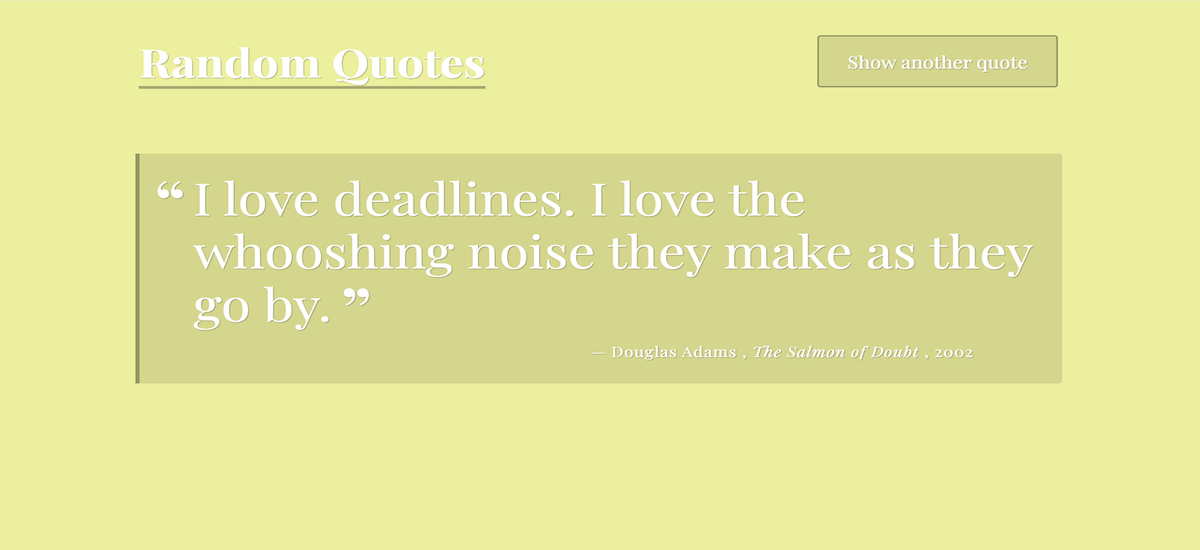 Random Quotes
Show another quote
“ I love deadlines. I love the
whooshing noise they make as they
go by. ”
— Douglas Adams , The Salmon of Doubt , 2002